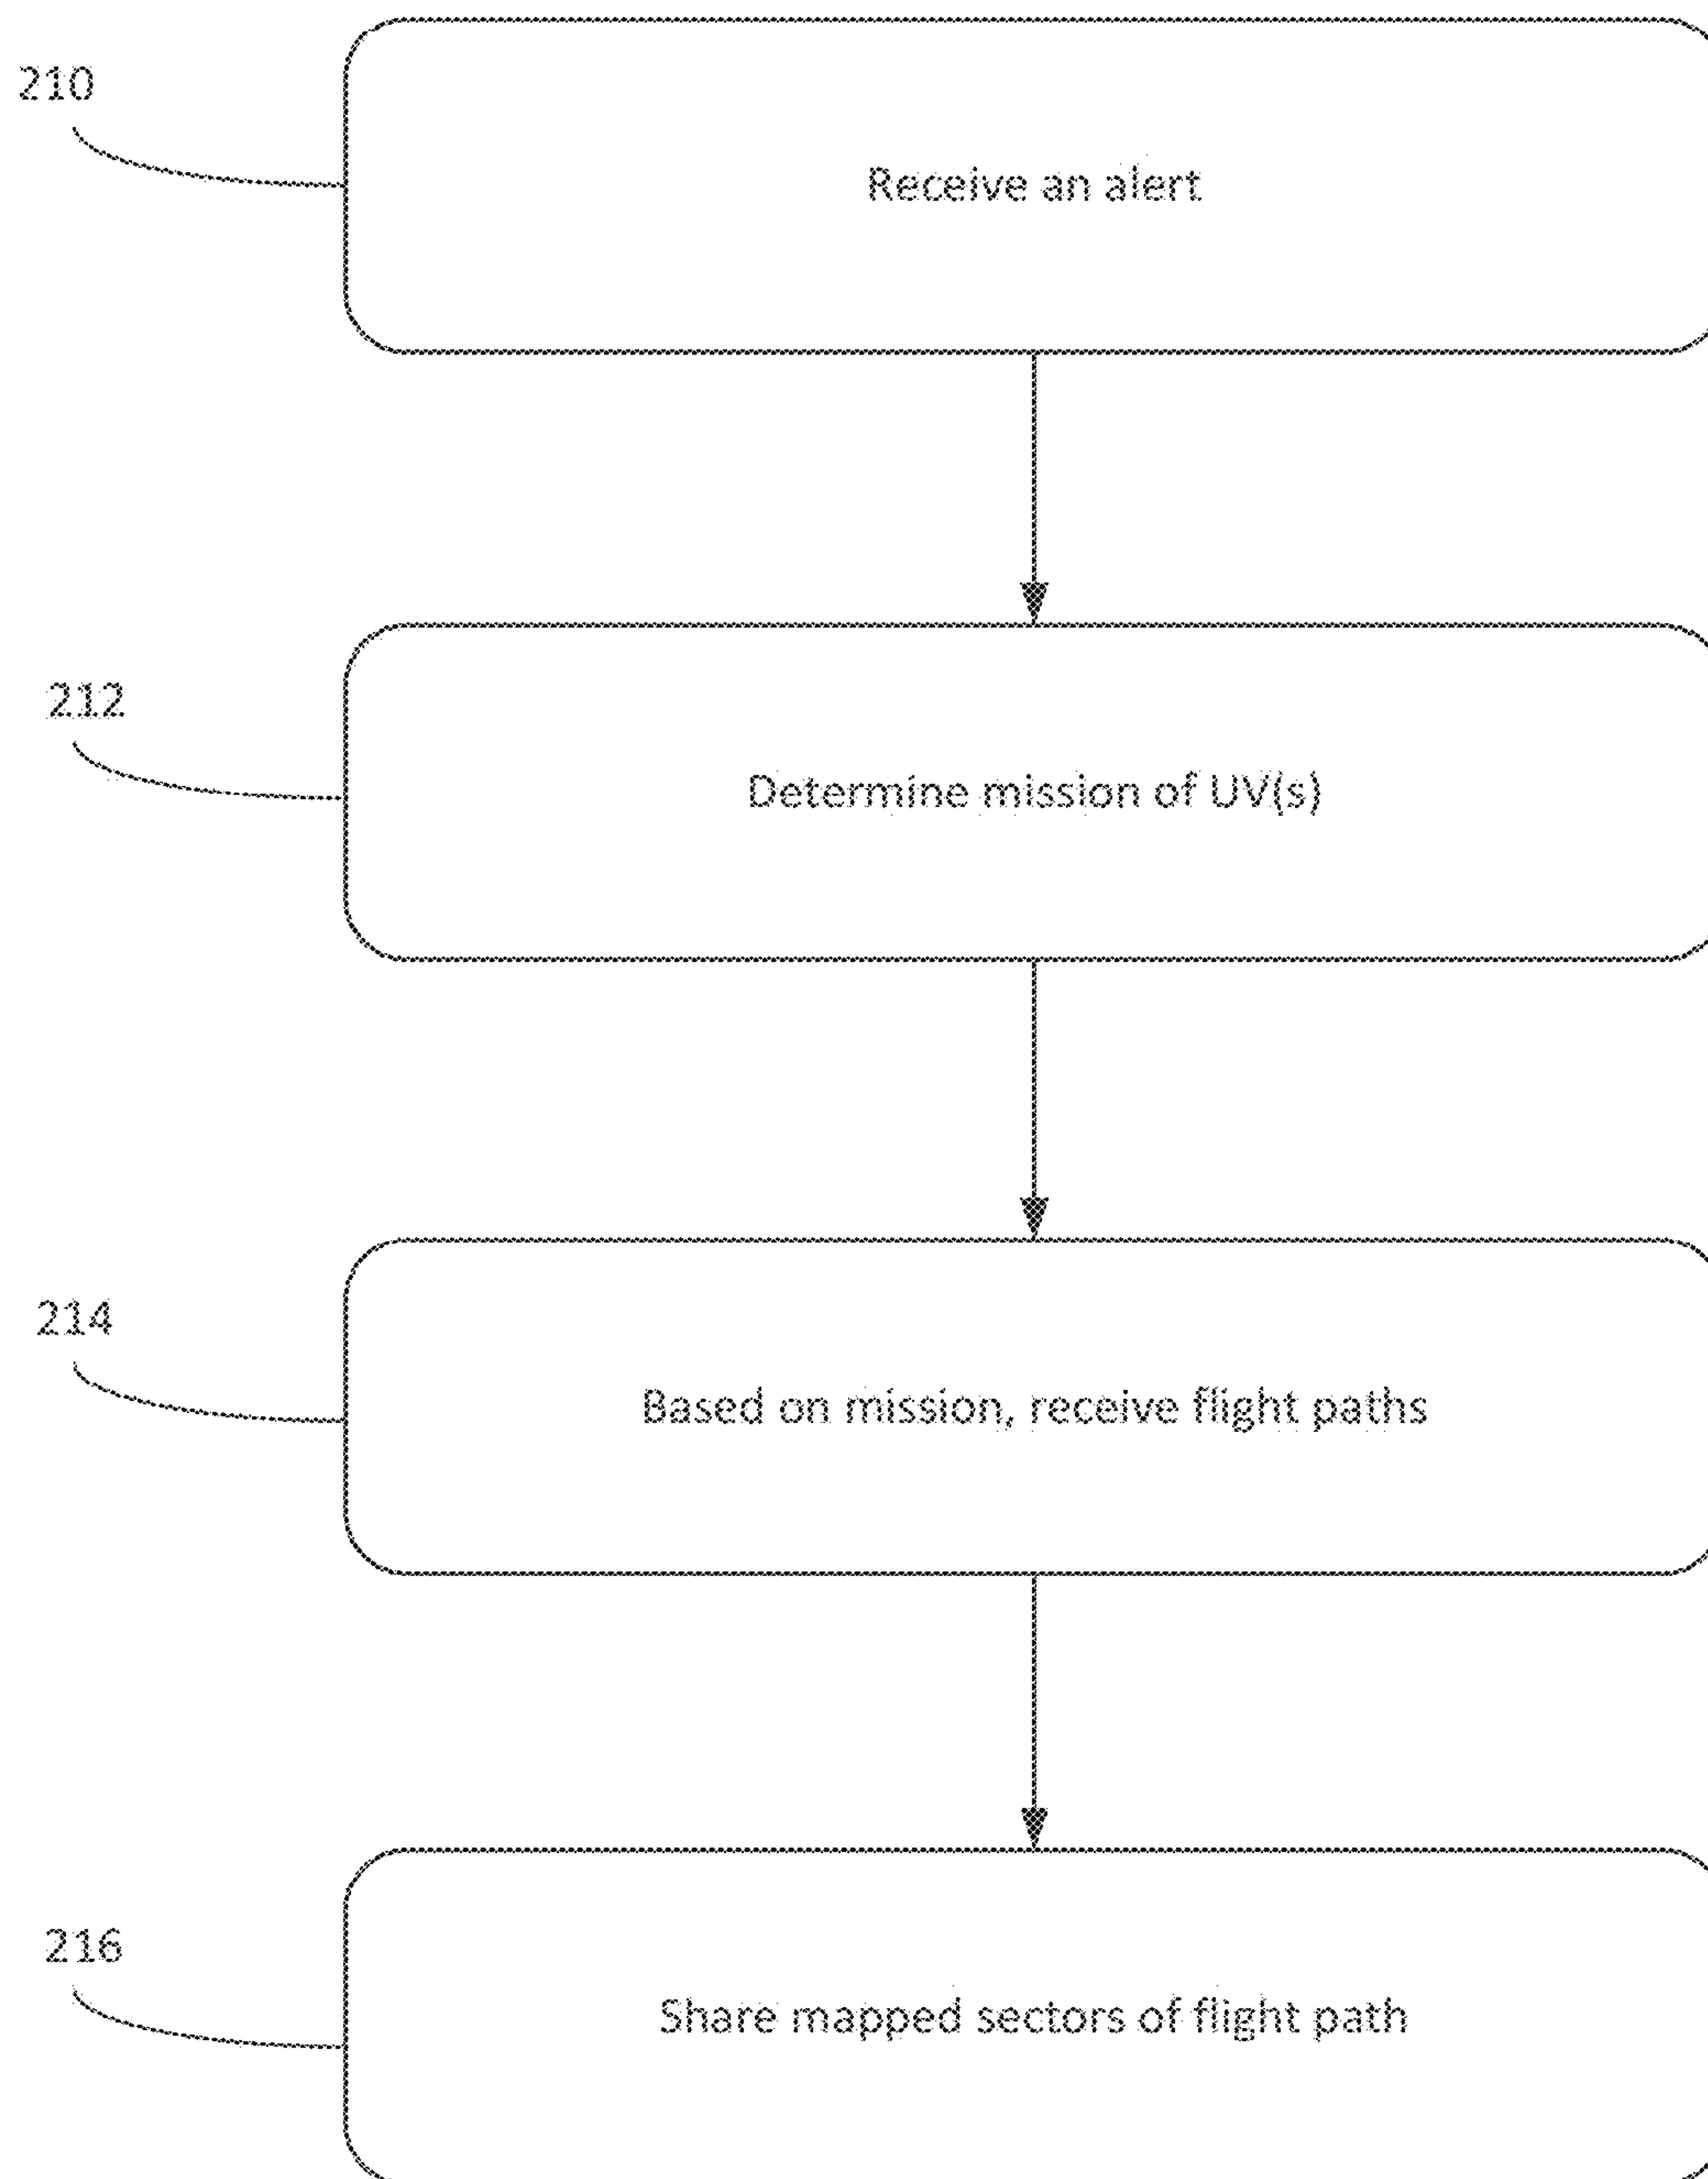 210
Receive an alert
212
Determine mission of UV(s)
214
Based on mission, receive flight paths
216
Share mapped sectors of flight path